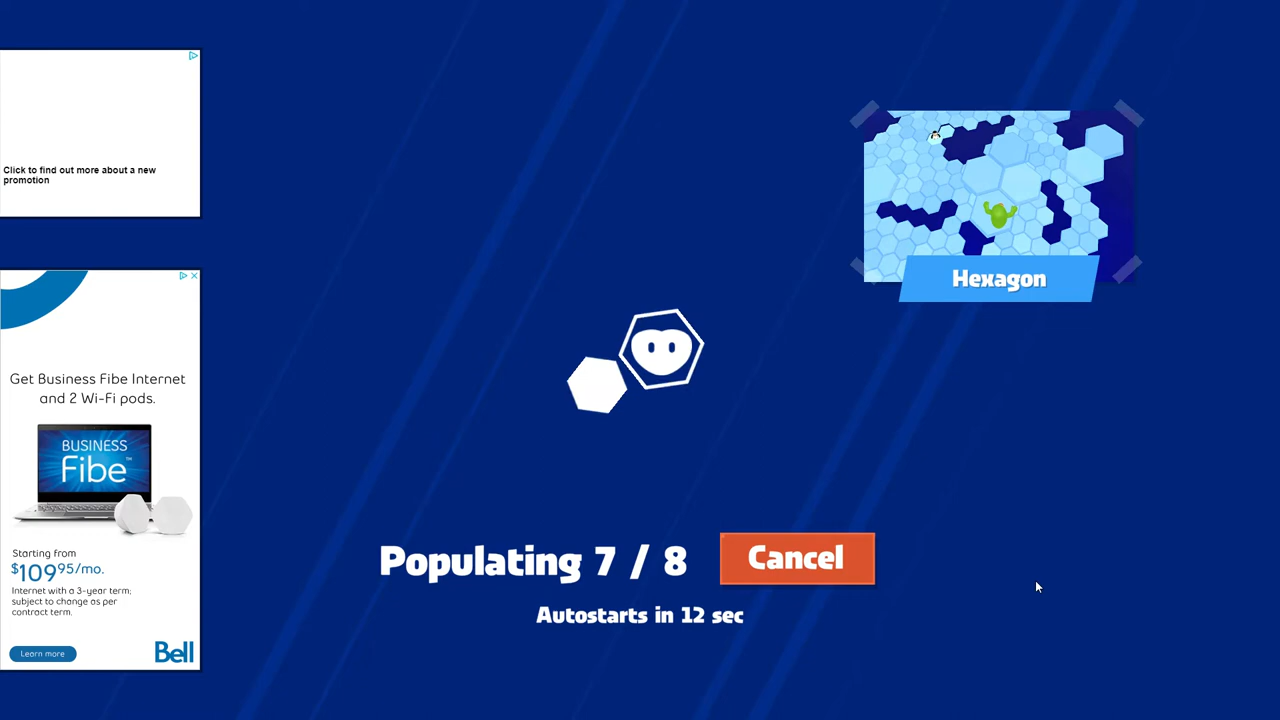 Click to find out more about a new
promotion
Get Business Fibe Internet
and 2 Wi-Fi pods.
BUSINESS
Fibe™
Starting from
$109.95/mo.
Internet with a 3-year term;
subject to change as per
contract term.
Learn more
Bell
Hexagon
Populating 7 / 8
Cancel
Autostarts in 12 sec